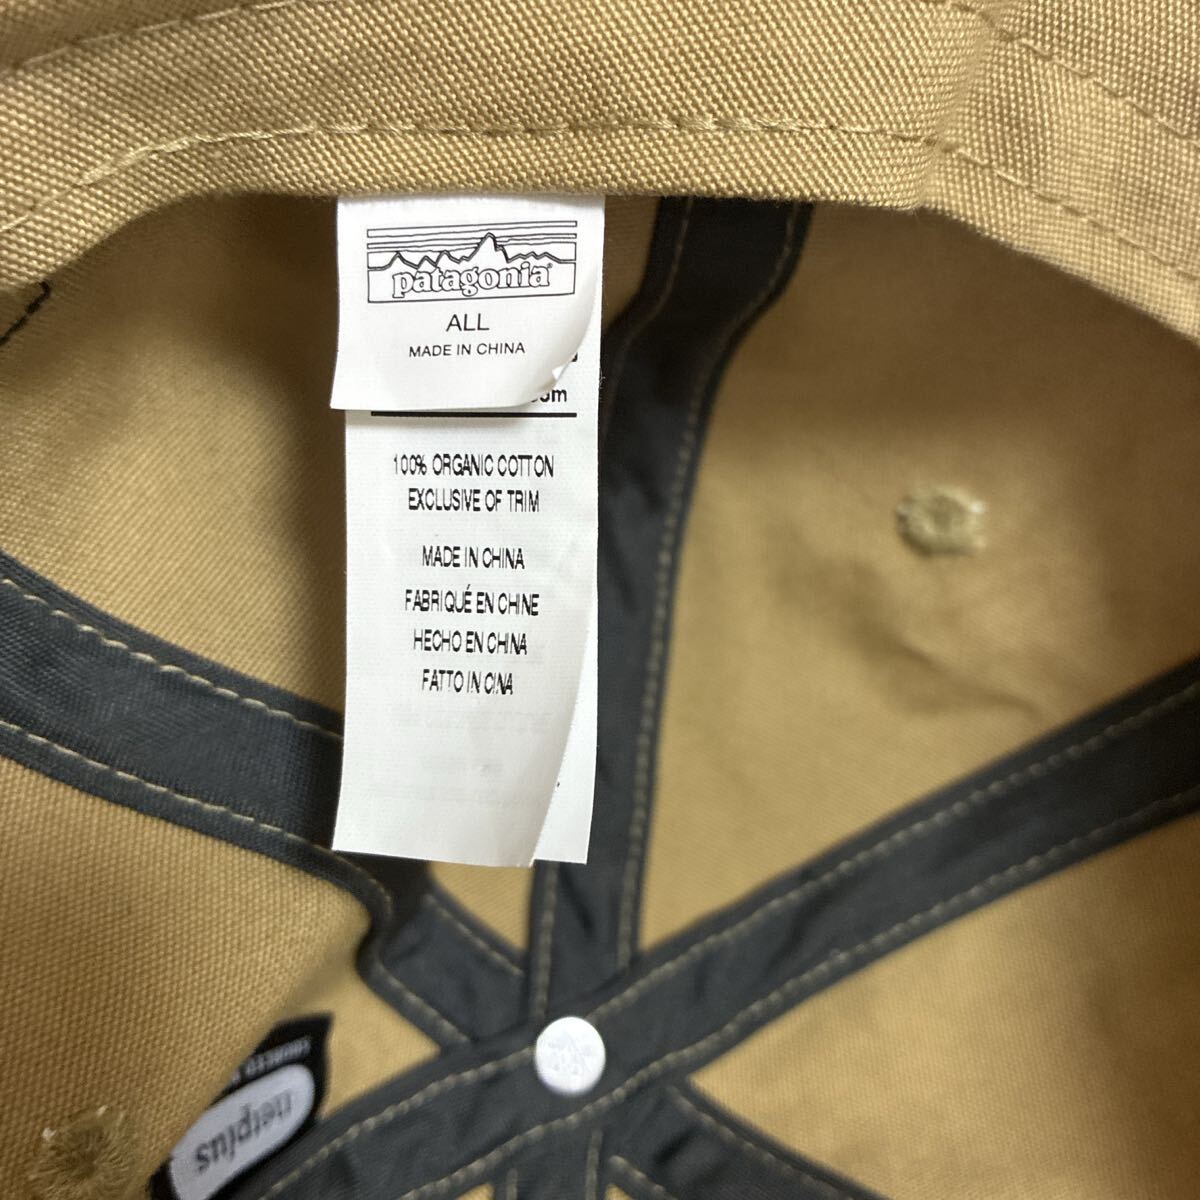 patagonia
ALL
MADE IN CHINA
100% ORGANIC COTTON
EXCLUSIVE OF TRIM
MADE IN CHINA
FABRIQUÉ EN CHINE
HECHO EN CHINA
FATTO IN CINA
netplus